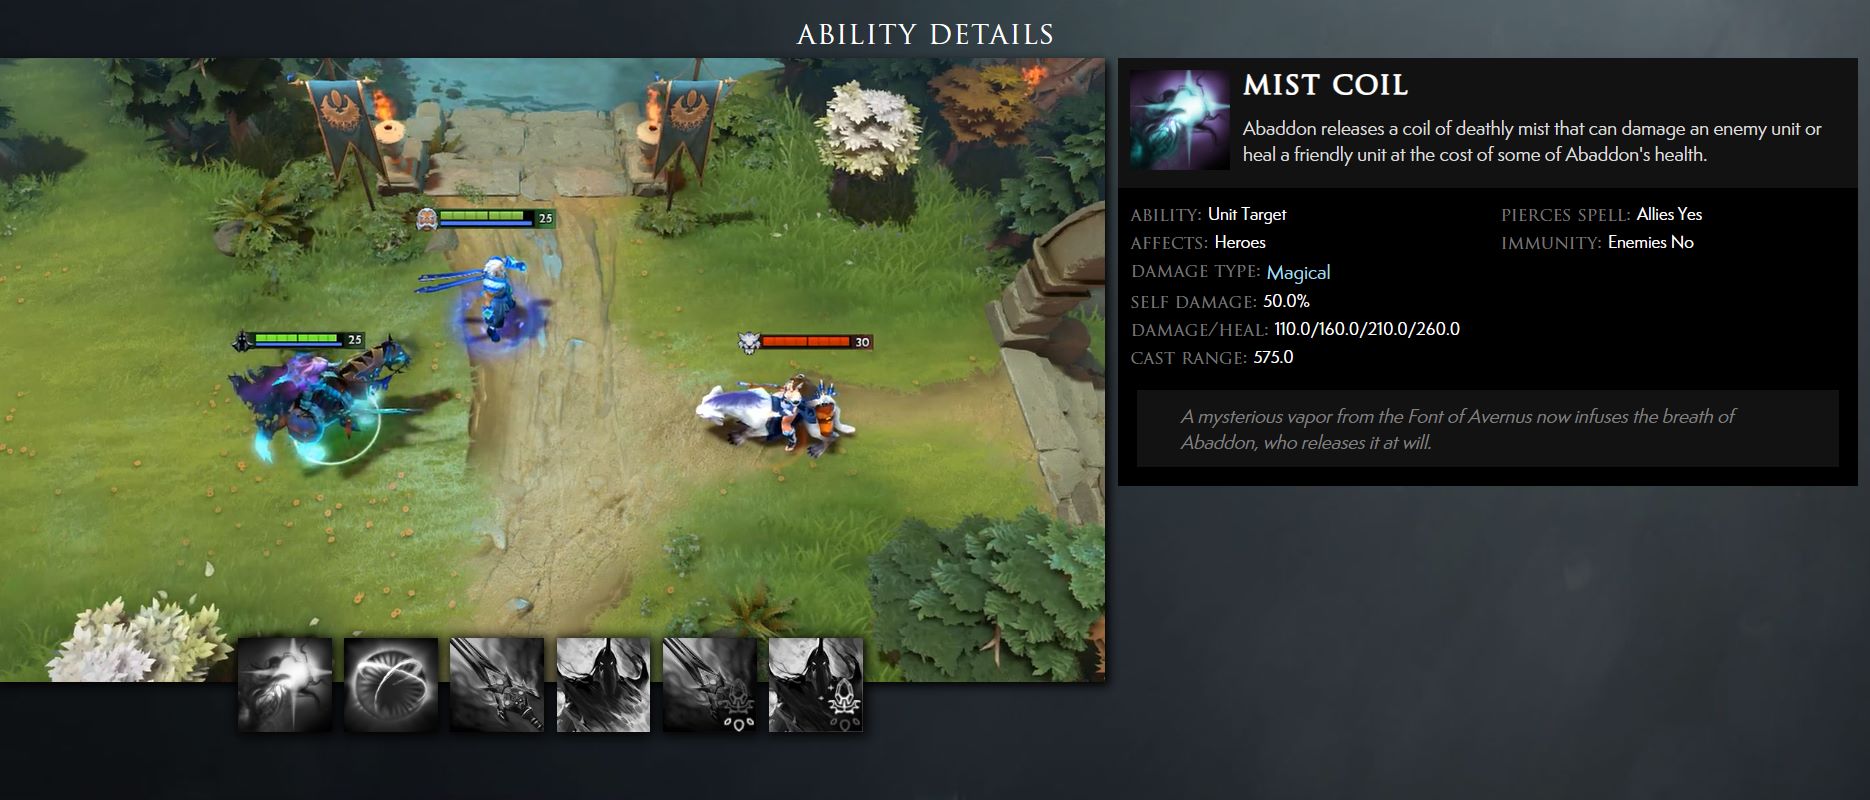 ABILITY DETAILS
25
25
30
MIST COIL
Abaddon releases a coil of deathly mist that can damage an enemy unit or
heal a friendly unit at the cost of some of Abaddon's health.
ABILITY: Unit Target
AFFECTS: Heroes
DAMAGE TYPE: Magical
SELF DAMAGE: 50.0%
DAMAGE/HEAL: 110.0/160.0/210.0/260.0
CAST RANGE: 575.0
PIERCES SPELL: Allies Yes
IMMUNITY: Enemies No
A mysterious vapor from the Font of Avernus now infuses the breath of
Abaddon, who releases it at will.